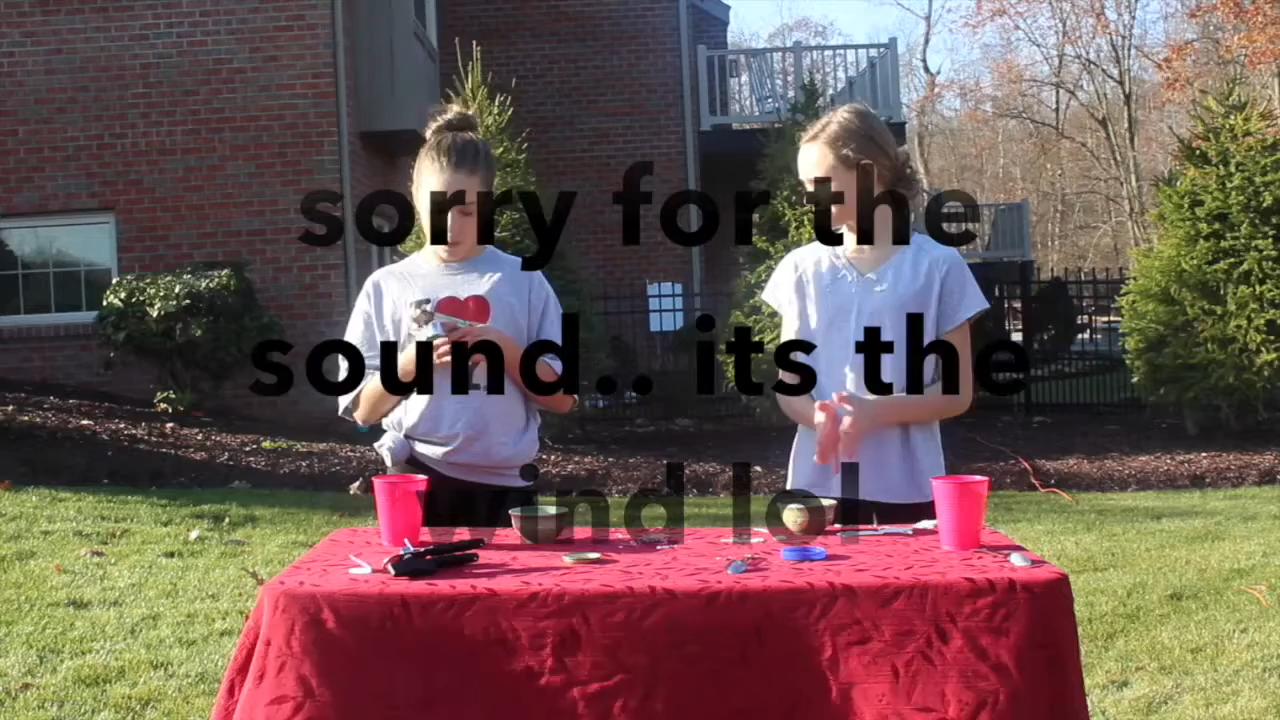 sorry for the
sound.. its the
wind lol